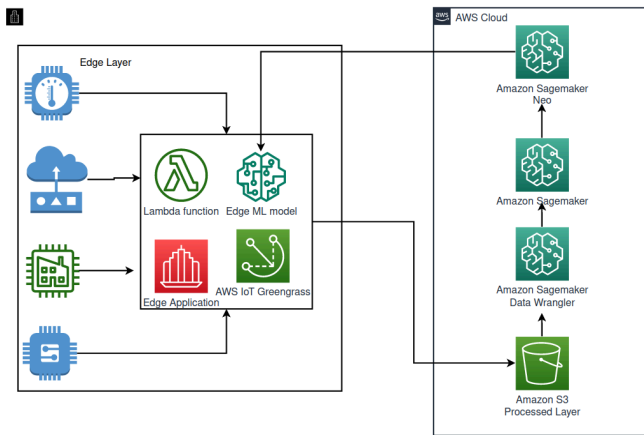 Edge Layer
Lambda function
Edge ML model
Edge Application
AWS IoT Greengrass
aws
AWS Cloud
Amazon Sagemaker
Neo
Amazon Sagemaker
Amazon Sagemaker
Data Wrangler
Amazon S3
Processed Layer